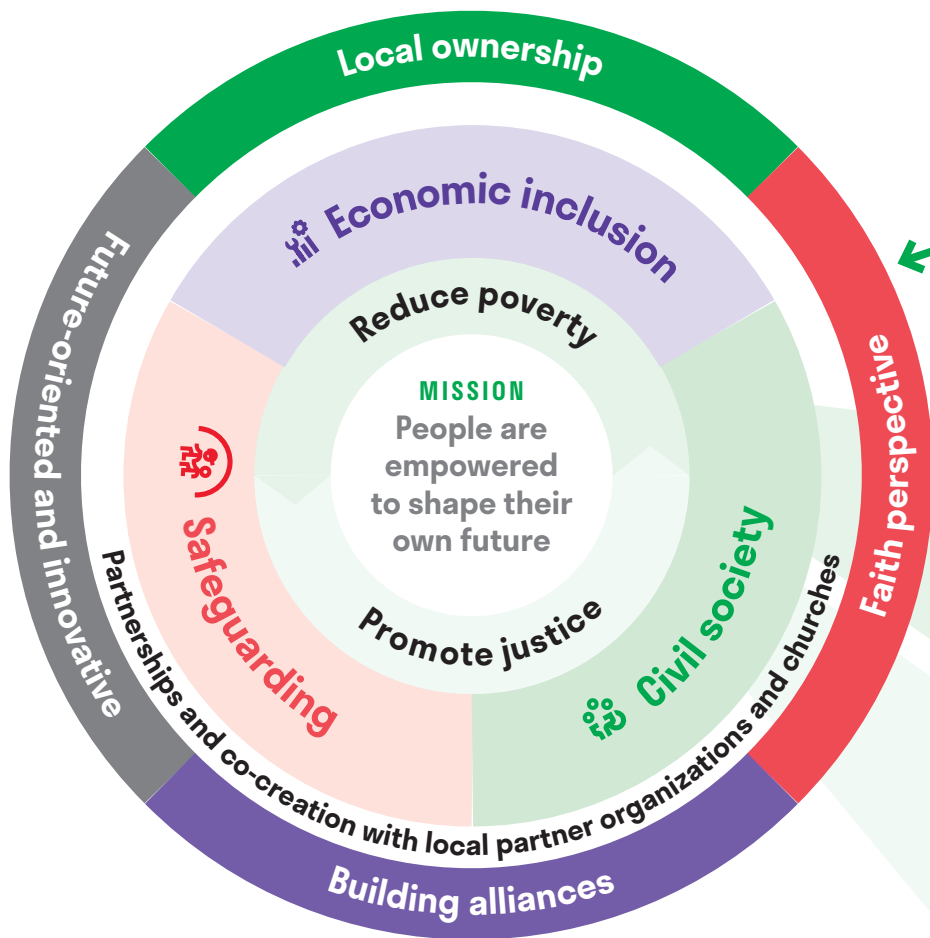 Local ownership
Economic inclusion
Reduce poverty
MISSION
People are
empowered
to shape their
own future
Promote justice
Safeguarding
Civil society
Future-oriented and innovative
Faith perspective
Partnerships and co-creation with local partner organizations and churches
Building alliances